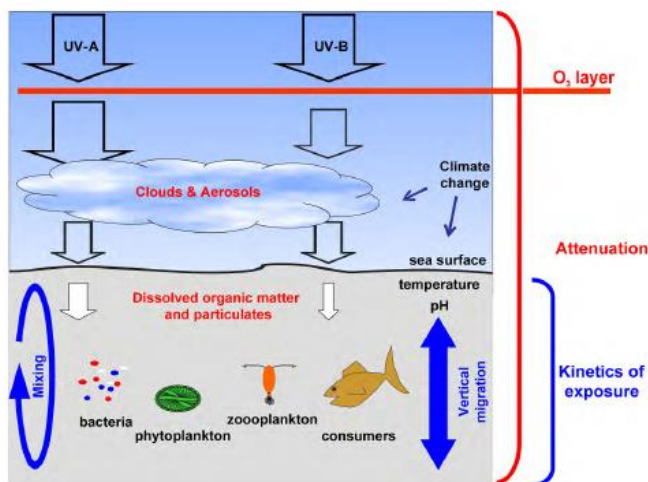 UV-A
UV-B
O₃ layer
Clouds & Aerosols
Climate
change
Attenuation
sea surface
temperature
pH
Dissolved organic matter
and particulates
Mixing
bacteria
phytoplankton
zoooplankton
consumers
Vertical
migration
Kinetics of
exposure